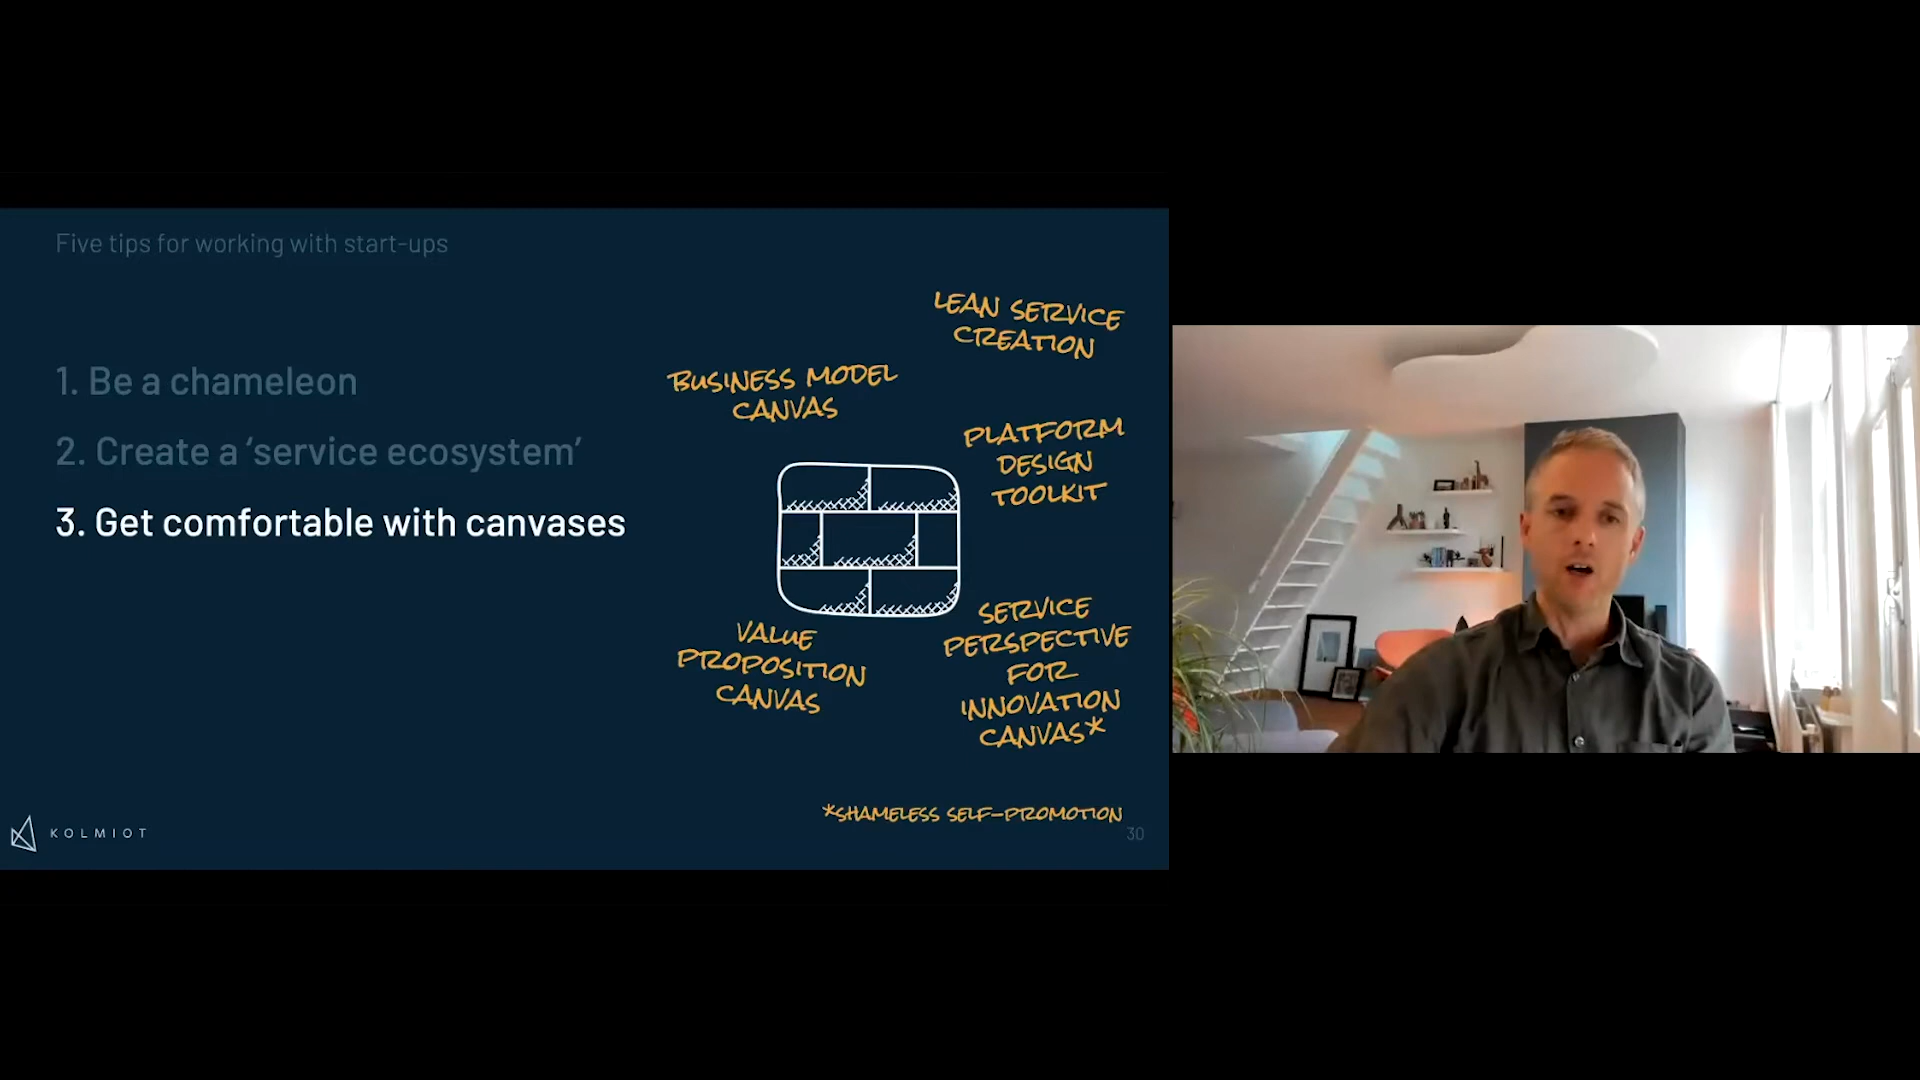 Five tips for working with start-ups
1. Be a chameleon
2. Create a ‘service ecosystem’
3. Get comfortable with canvases
LEAN SERVICE
CREATION
BUSINESS MODEL
CANVAS
PLATFORM
DESIGN
TOOLKIT
VALUE
PROPOSITION
CANVAS
SERVICE
PERSPECTIVE
FOR
INNOVATION
CANVAS*
*SHAMELESS SELF-PROMOTION
KOLMIOT
30